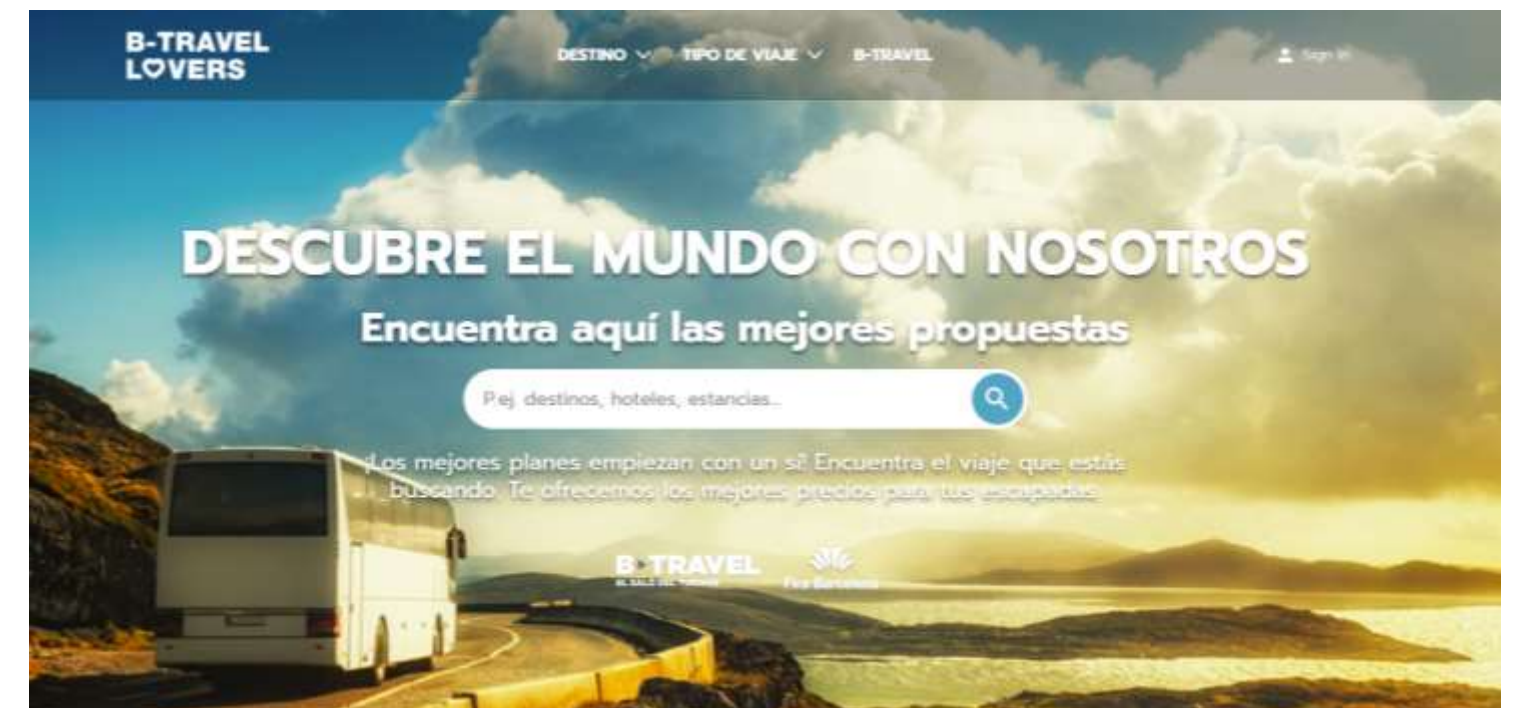 B-TRAVEL
LOVERS
DESTINO
TIPO DE VIAJE
B-TRAVEL
Sign In
DESCUBRE EL MUNDO CON NOSOTROS
Encuentra aquí las mejores propuestas
P.ej. destinos, hoteles, estancias...
¡Los mejores planes empiezan con un sí! Encuentra el viaje que estás
buscando. Te ofrecemos los mejores precios para tus escapadas.
B·TRAVEL
Fira Barcelona